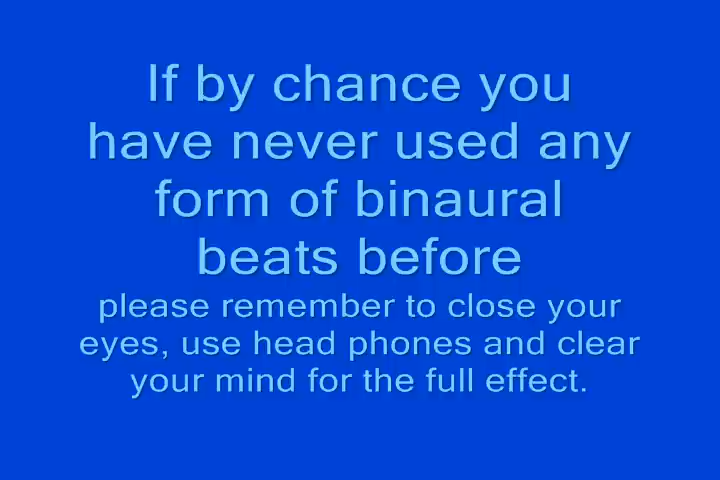 If by chance you
have never used any
form of binaural
beats before
please remember to close your
eyes, use head phones and clear
your mind for the full effect.